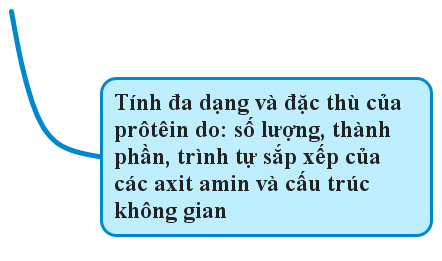 Tính đa dạng và đặc thù của
prôtêin do: số lượng, thành
phần, trình tự sắp xếp của
các axit amin và cấu trúc
không gian